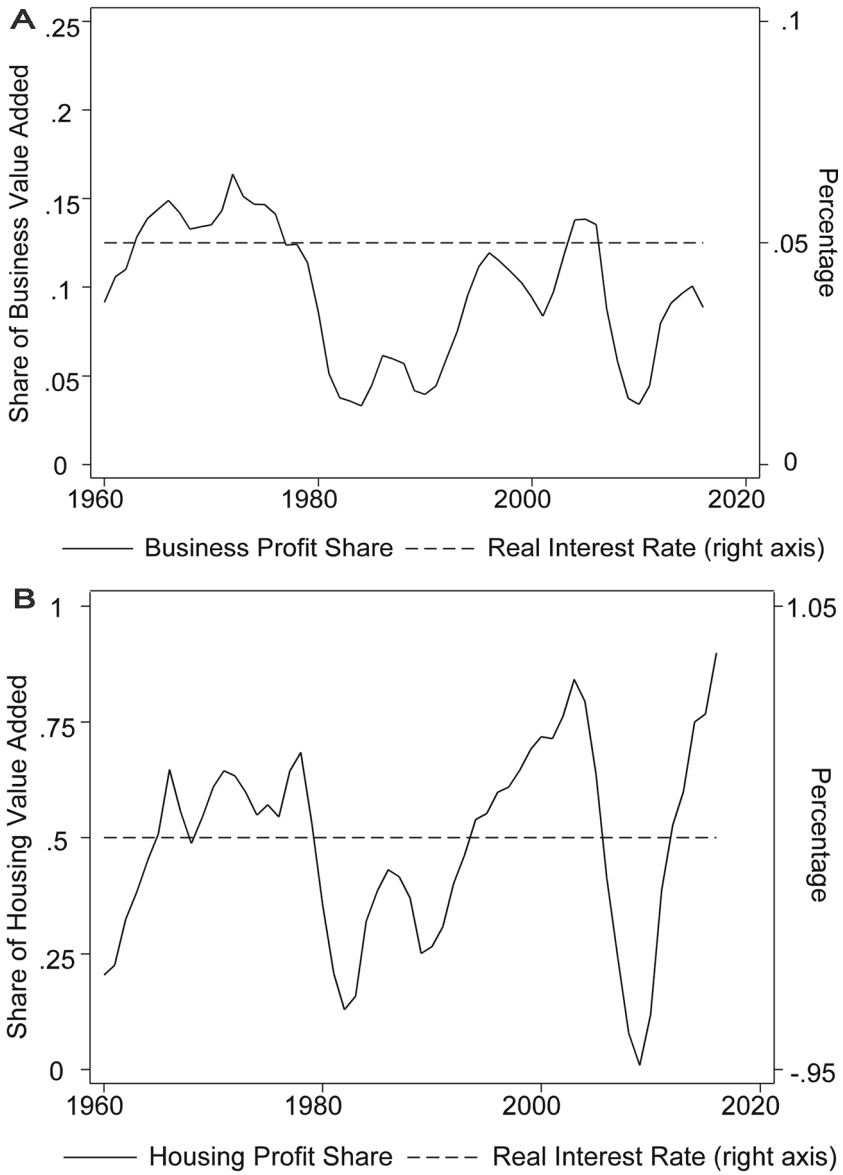 A
.25
.2
.15
.1
.05
0
Share of Business Value Added
.1
.05
0
Percentage
1960 1980 2000 2020
Business Profit Share Real Interest Rate (right axis)
B
1
.75
.5
.25
0
Share of Housing Value Added
1.05
-.95
Percentage
1960 1980 2000 2020
Housing Profit Share Real Interest Rate (right axis)